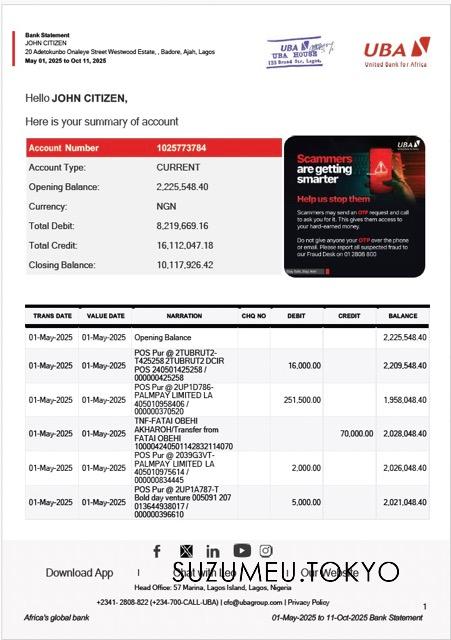 Bank Statement
JOHN CITIZEN
20 Adetokunbo Onaleye Street Westwood Estate, , Badore, Ajah, Lagos
May 01, 2025 to Oct 11, 2025
UBA
UBA HOUSE
UBA
United Bank for Africa
Hello JOHN CITIZEN,
Here is your summary of account
Account Number 1025773784
Account Type: CURRENT
Opening Balance: 2,225,548.40
Currency: NGN
Total Debit: 8,219,669.16
Total Credit: 16,112,047.18
Closing Balance: 10,117,926.42
UBA
Scammers
are getting
smarter
Help us stop them
Scammers may send an OTP request and call
to ask you for it. This gives them access to
your hard-earned money.
Do not give anyone your OTP over the phone
or email. Please report all suspected fraud to
our Fraud Desk on 01 2808 800
TRANS DATE VALUE DATE NARRATION CHQ NO DEBIT CREDIT BALANCE
01-May-2025 01-May-2025 Opening Balance 2,225,548.40
POS Pur @ 2TUBRUT2-
T425258 2TUBRUT2 DCIR
POS 240501425258 /
000000425258
01-May-2025 01-May-2025 16,000.00 2,209,548.40
POS Pur @ 2UP1D786-
PALMPAY LIMITED LA
405010958406 /
000000370520
01-May-2025 01-May-2025 251,500.00 1,958,048.40
TNF-FATAI OBEHI
AKHAROH/Transfer from
FATAI OBEHI
100004240501142832114070
01-May-2025 01-May-2025 70,000.00 2,028,048.40
POS Pur @ 2039G3VT-
PALMPAY LIMITED LA
405010975614 /
000000834445
01-May-2025 01-May-2025 2,000.00 2,026,048.40
POS Pur @ 2UP1A787-T
Bold day venture 005091 207
013644938017 /
000000396610
01-May-2025 01-May-2025 5,000.00 2,021,048.40
Download App | Chat with Leo Our Website
SUZUMEU.TOKYO
Head Office: 57 Marina, Lagos Island, Lagos, Nigeria
+2341- 2808-822 (+234-700-CALL-UBA) | cfc@ubagroup.com | Privacy Policy
1
Africa's global bank 01-May-2025 to 11-Oct-2025 Bank Statement